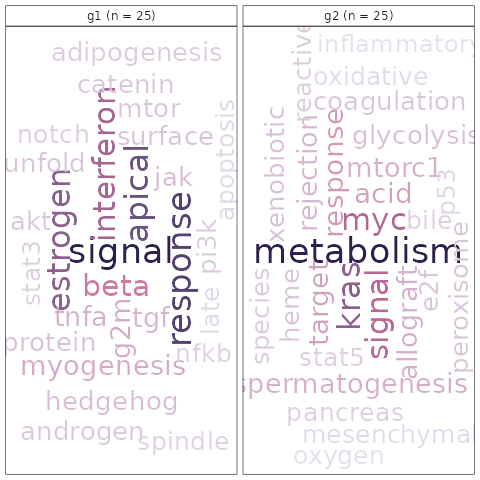 g1 (n = 25)
adipogenesis
catenin
mtor
notch
surface
unfold
jak
apoptosis
interferon
apical
estrogen
akt
signal
response
pi3k
stat3
beta
tnfa
tgf
g2m
late
protein
nfkb
myogenesis
hedgehog
androgen
spindle
g2 (n = 25)
reactive
inflammatory
oxidative
coagulation
xenobiotic
rejection
response
glycolysis
mtorc1
acid
p53
myc
bile
metabolism
peroxisome
species
heme
target
kras
signal
allograft
e2f
stat5
spermatogenesis
pancreas
mesenchymal
oxygen